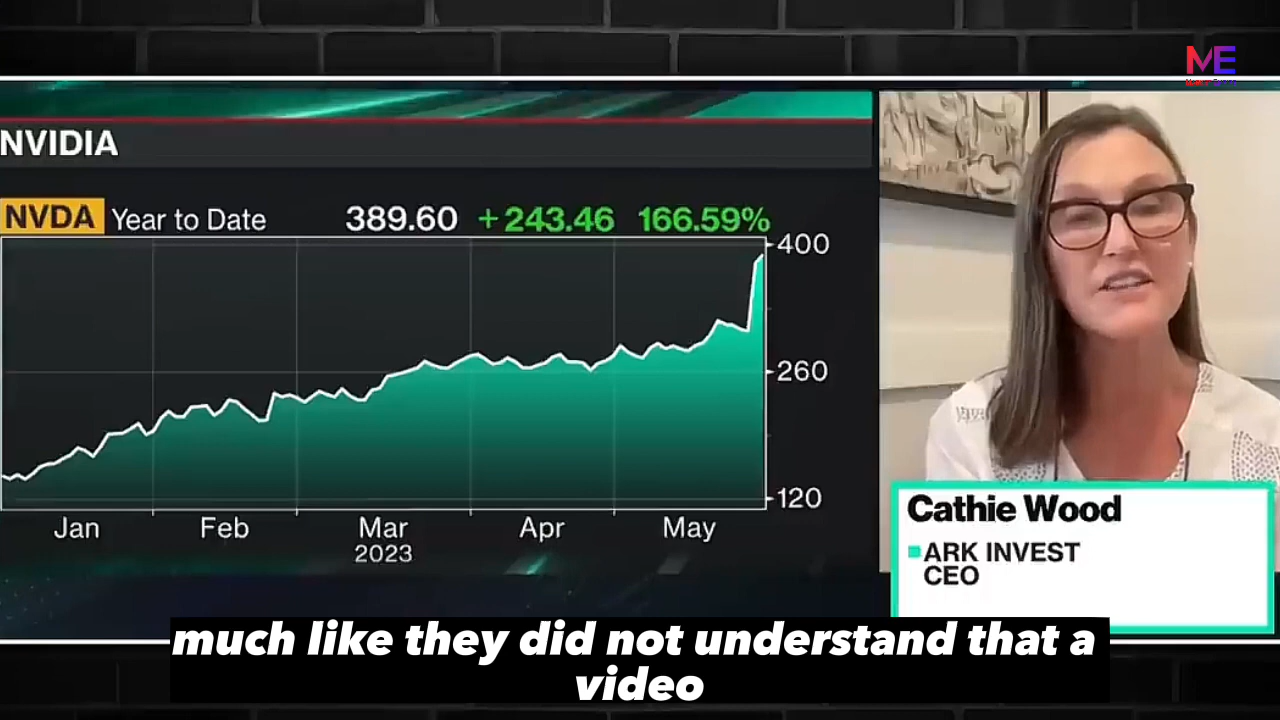 ME
NVIDIA
NVDA Year to Date 389.60 +243.46 166.59%
400
260
120
Jan Feb Mar Apr May
2023
Cathie Wood
ARK INVEST
CEO
much like they did not understand that a
video